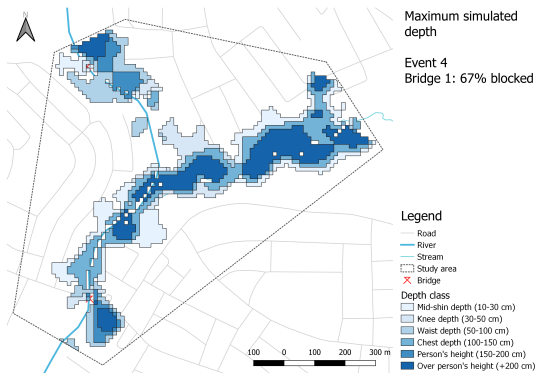 N
Maximum simulated
depth
Event 4
Bridge 1: 67% blocked
Legend
Road
River
Stream
Study area
Bridge
Depth class
Mid-shin depth (10-30 cm)
Knee depth (30-50 cm)
Waist depth (50-100 cm)
Chest depth (100-150 cm)
Person's height (150-200 cm)
Over person's height (+200 cm)
100 0 100 200 300 m